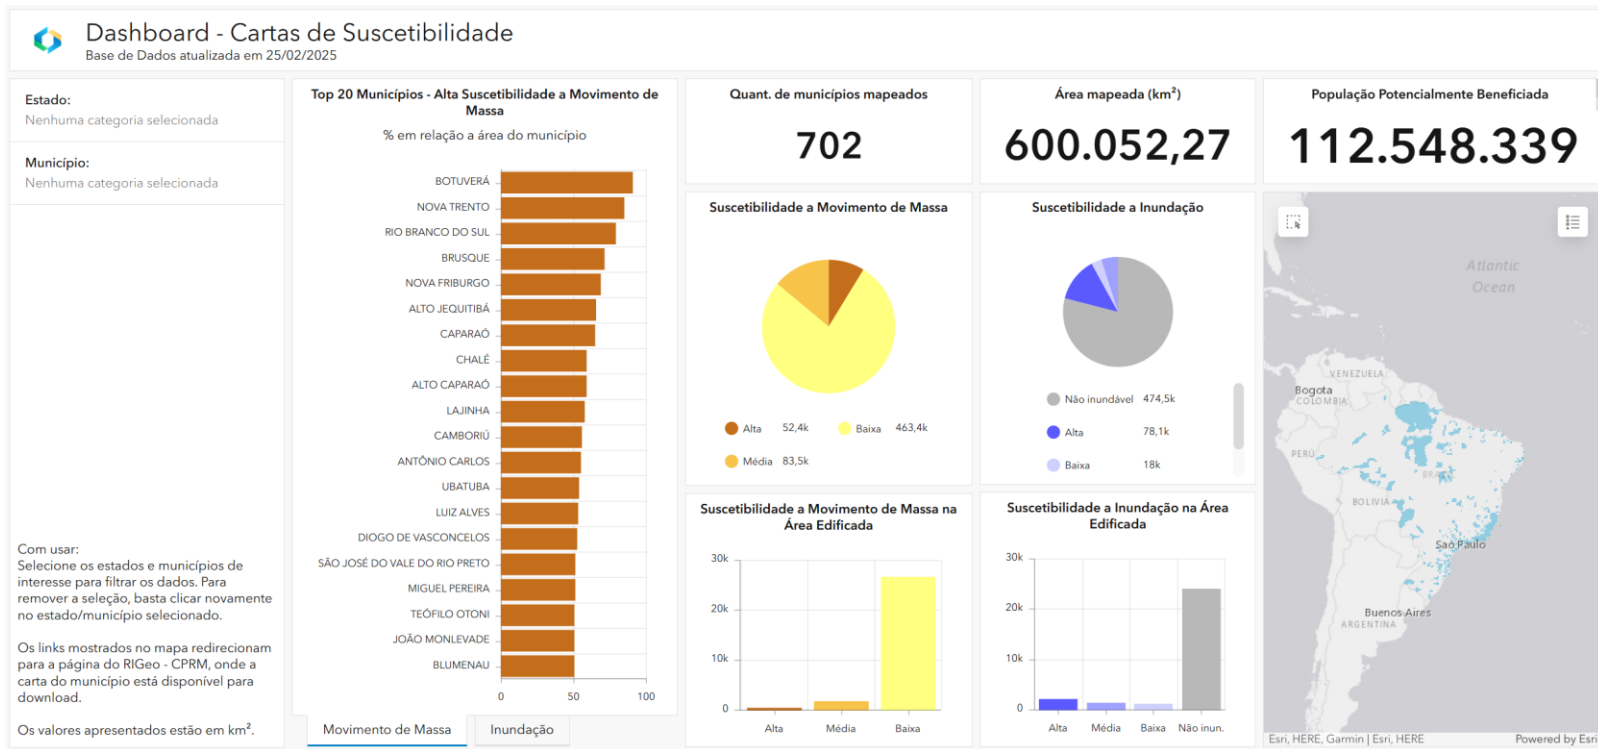 Dashboard - Cartas de Suscetibilidade
Base de Dados atualizada em 25/02/2025
Estado:
Nenhuma categoria selecionada
Município:
Nenhuma categoria selecionada
Com usar:
Selecione os estados e municípios de
interesse para filtrar os dados. Para
remover a seleção, basta clicar novamente
no estado/município selecionado.
Os links mostrados no mapa redirecionam
para a página do RIGeo - CPRM, onde a
carta do município está disponível para
download.
Os valores apresentados estão em km².
Top 20 Municípios - Alta Suscetibilidade a Movimento de
Massa
% em relação a área do município
BOTUVERÁ
NOVA TRENTO
RIO BRANCO DO SUL
BRUSQUE
NOVA FRIBURGO
ALTO JEQUITIBÁ
CAPARAÓ
CHALÉ
ALTO CAPARAÓ
LAJINHA
CAMBORIÚ
ANTÔNIO CARLOS
UBATUBA
LUIZ ALVES
DIOGO DE VASCONCELOS
SÃO JOSÉ DO VALE DO RIO PRETO
MIGUEL PEREIRA
TEÓFILO OTONI
JOÃO MONLEVADE
BLUMENAU
0 50 100
Movimento de Massa Inundação
Quant. de municípios mapeados
702
Área mapeada (km²)
600.052,27
População Potencialmente Beneficiada
112.548.339
Suscetibilidade a Movimento de Massa
Alta 52,4k Baixa 463,4k
Média 83,5k
Suscetibilidade a Inundação
Não inundável 474,5k
Alta 78,1k
Baixa 18k
Suscetibilidade a Movimento de Massa na
Área Edificada
30k
20k
10k
0
Alta Média Baixa
Suscetibilidade a Inundação na Área
Edificada
30k
20k
10k
0
Alta Média Baixa Não inun.
Atlantic
Ocean
VENEZUELA
Bogota
COLOMBIA
PERÚ
BRASIL
BOLIVIA
Sao Paulo
Buenos Aires
ARGENTINA
Esri, HERE, Garmin | Esri, HERE Powered by Esri